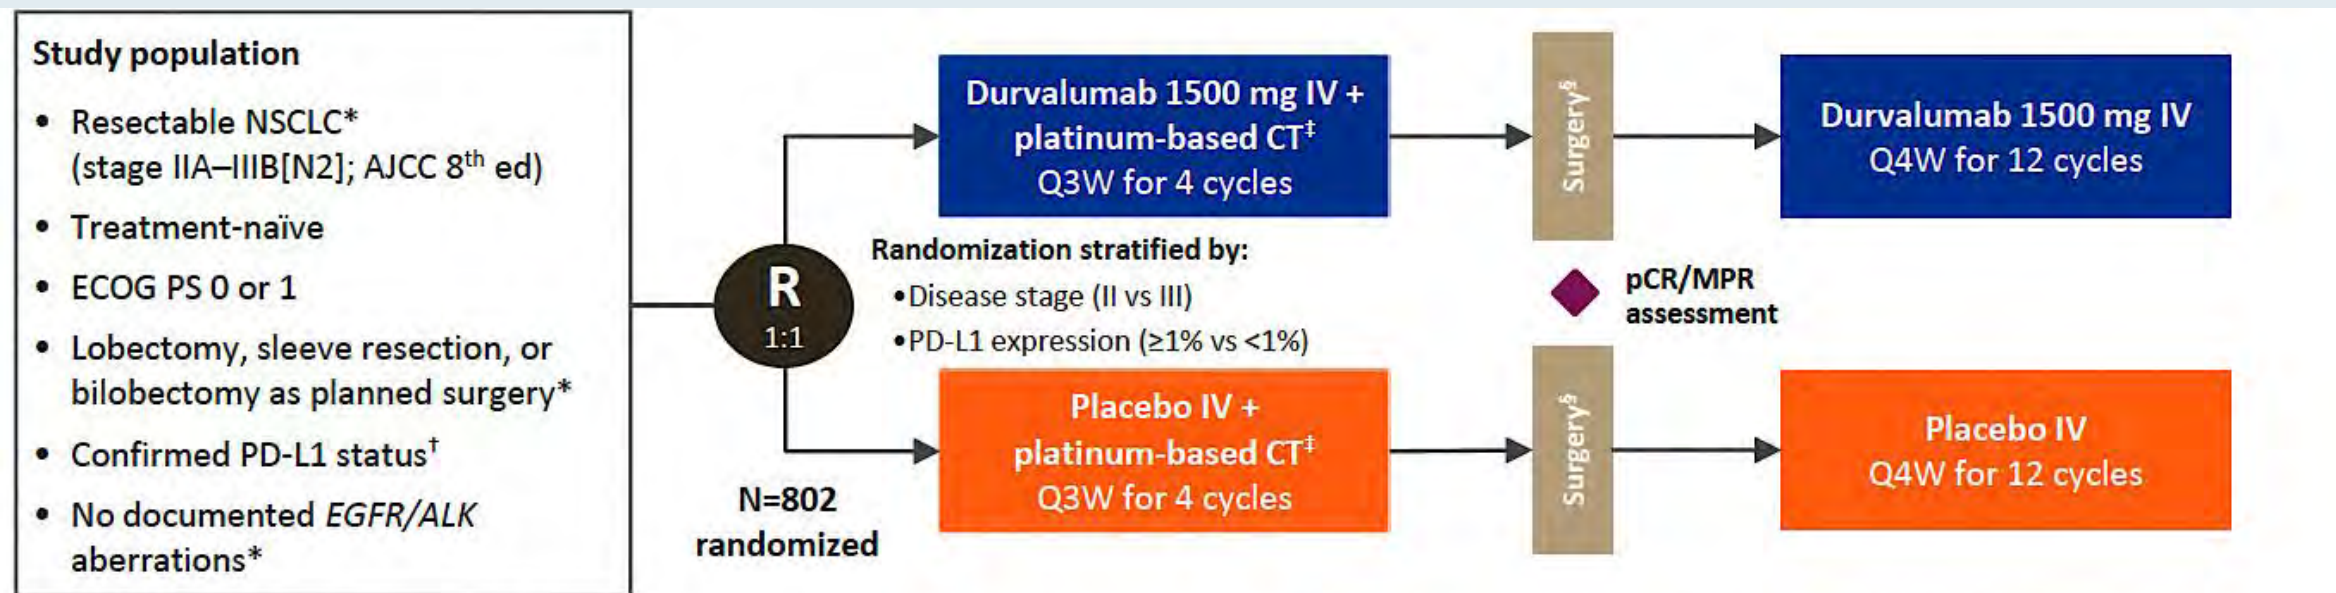 Study population
• Resectable NSCLC*
(stage IIA–IIIB[N2]; AJCC 8th ed)
• Treatment-naïve
• ECOG PS 0 or 1
• Lobectomy, sleeve resection, or
bilobectomy as planned surgery*
• Confirmed PD-L1 status†
• No documented EGFR/ALK
aberrations*
R
1:1
N=802
randomized
Durvalumab 1500 mg IV +
platinum-based CT‡
Q3W for 4 cycles
Randomization stratified by:
•Disease stage (II vs III)
•PD-L1 expression (≥1% vs <1%)
Placebo IV +
platinum-based CT‡
Q3W for 4 cycles
Surgery§
pCR/MPR
assessment
Surgery§
Durvalumab 1500 mg IV
Q4W for 12 cycles
Placebo IV
Q4W for 12 cycles